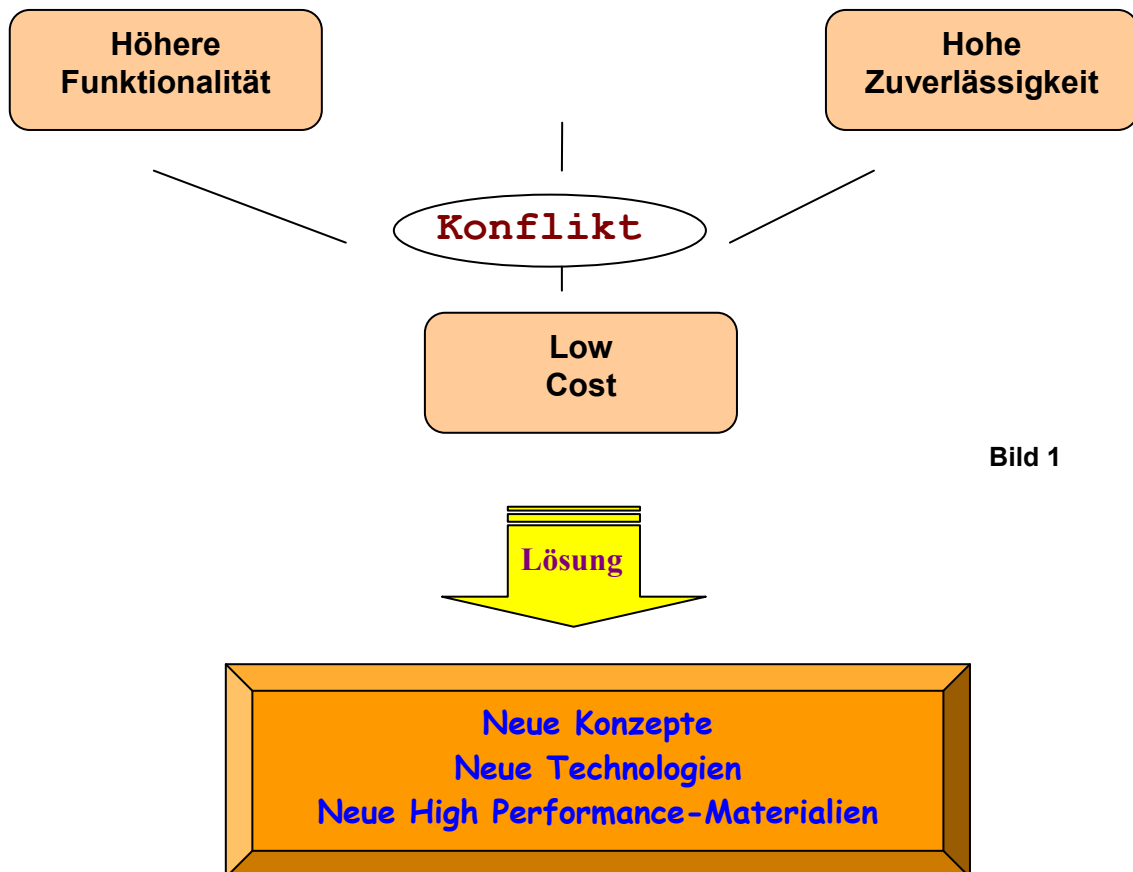 Höhere
Funktionalität
Hohe
Zuverlässigkeit
Konflikt
Low
Cost
Bild 1
Lösung
Neue Konzepte
Neue Technologien
Neue High Performance-Materialien